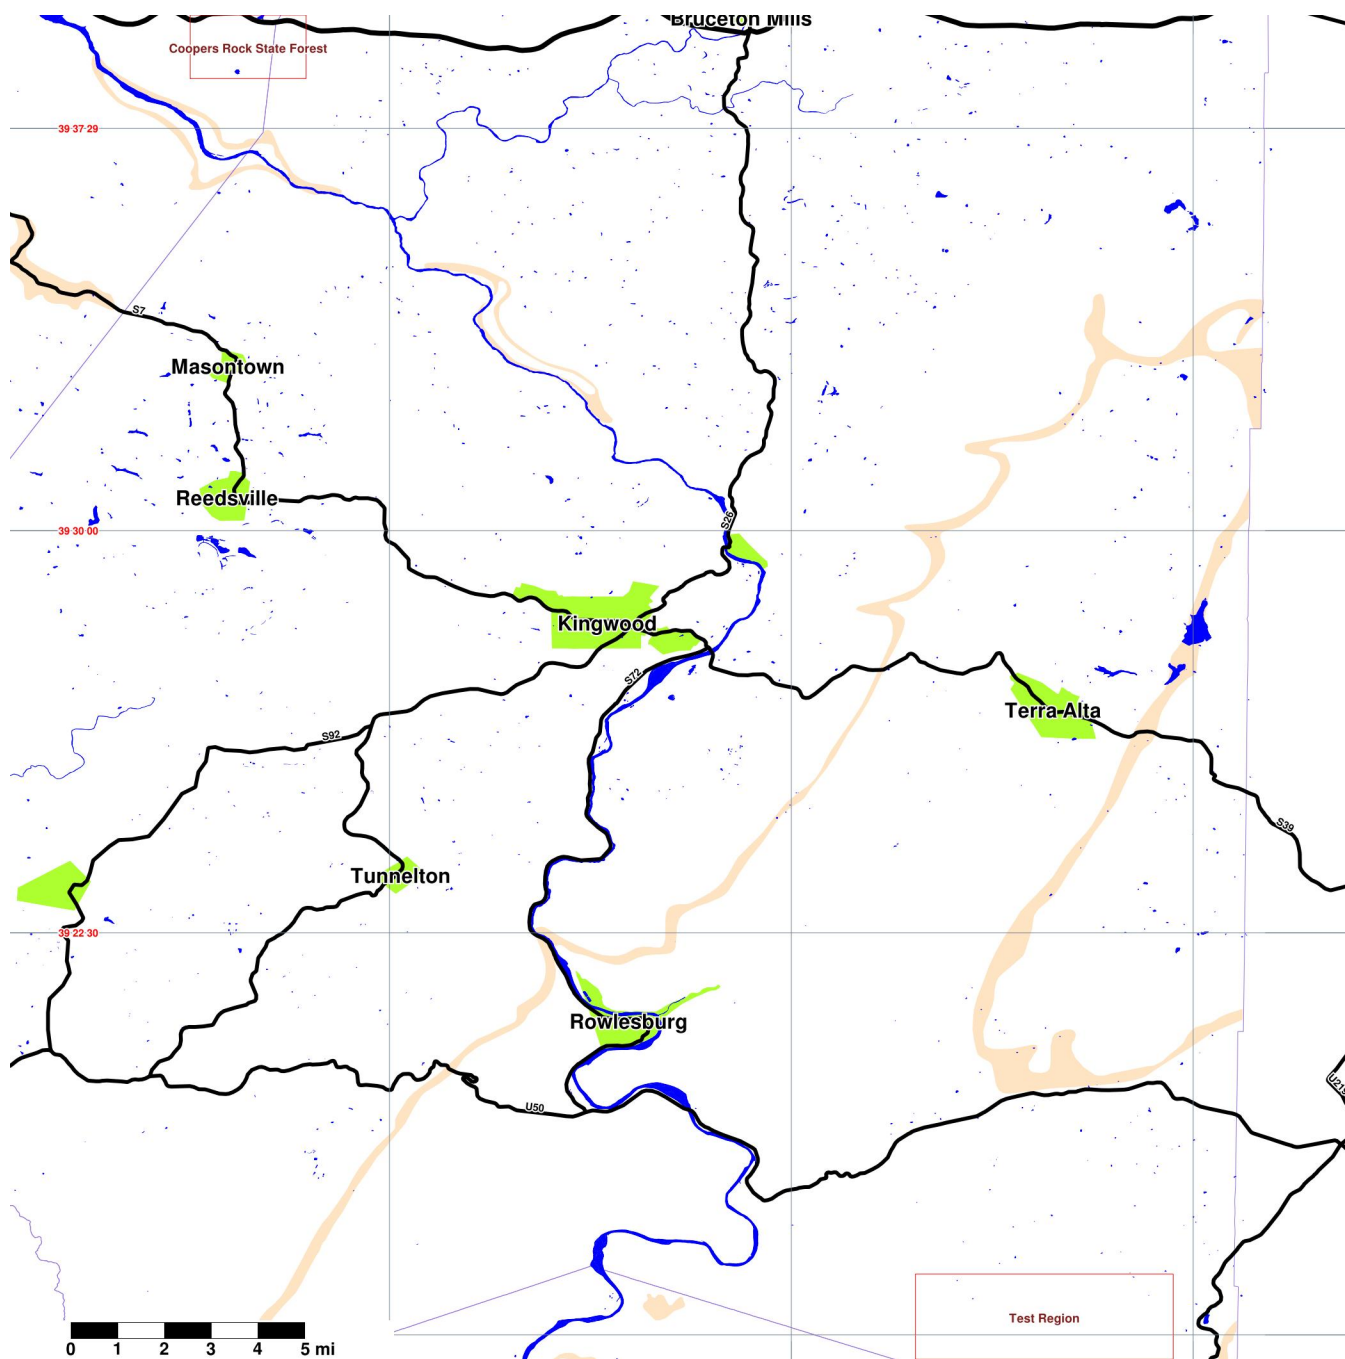 Bruceton Mills
Coopers Rock State Forest
39 37 29
S7
Masontown
Reedsville
S26
39 30 00
Kingwood
S72
Terra Alta
S92
S39
Tunnelton
39 22 30
Rowlesburg
U219
U50
Test Region
0 1 2 3 4 5 mi